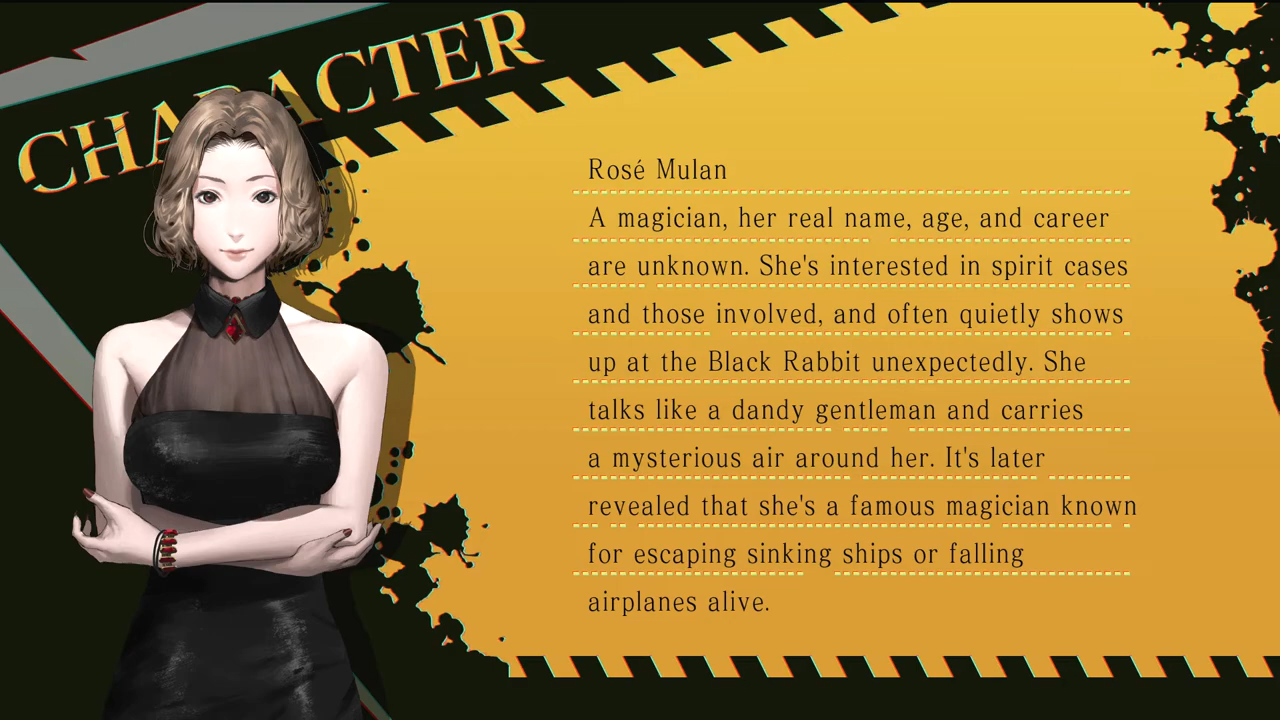 CHARACTER
Rosé Mulan
A magician, her real name, age, and career
are unknown. She's interested in spirit cases
and those involved, and often quietly shows
up at the Black Rabbit unexpectedly. She
talks like a dandy gentleman and carries
a mysterious air around her. It's later
revealed that she's a famous magician known
for escaping sinking ships or falling
airplanes alive.